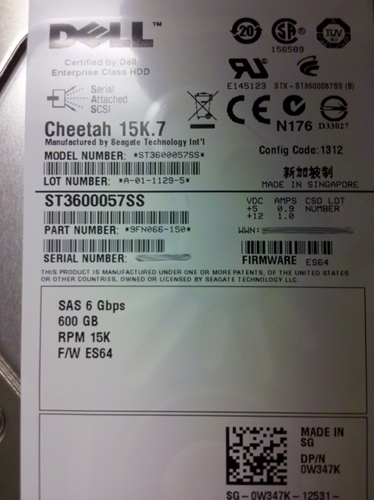 DELL™
Certified by Dell
Enterprise Class HDD
Serial
Attached
SCSI
Cheetah 15K.7
Manufactured by Seagate Technology Int'l
MODEL NUMBER: *ST3600057SS*
LOT NUMBER: *A-01-1129-5*
20
156589
TUV
E145123 STX-ST3600057SS (B)
N176 D33027
Config Code: 1312
新加坡制
MADE IN SINGAPORE
ST3600057SS
PART NUMBER: *9FN066-150*
SERIAL NUMBER:
VDC AMPS CSG LOT
+5 0.9 NUMBER
+12 1.0
WWN:
FIRMWARE ES64
THIS PRODUCT IS MANUFACTURED UNDER ONE OR MORE PATENTS, OF THE UNITED STATES
OR OTHER COUNTRIES, OWNED OR LICENSED BY SEAGATE TECHNOLOGY LLC.
SAS 6 Gbps
600 GB
RPM 15K
F/W ES64
MADE IN
SG
DP/N
0W347K
SG-0W347K-12531-